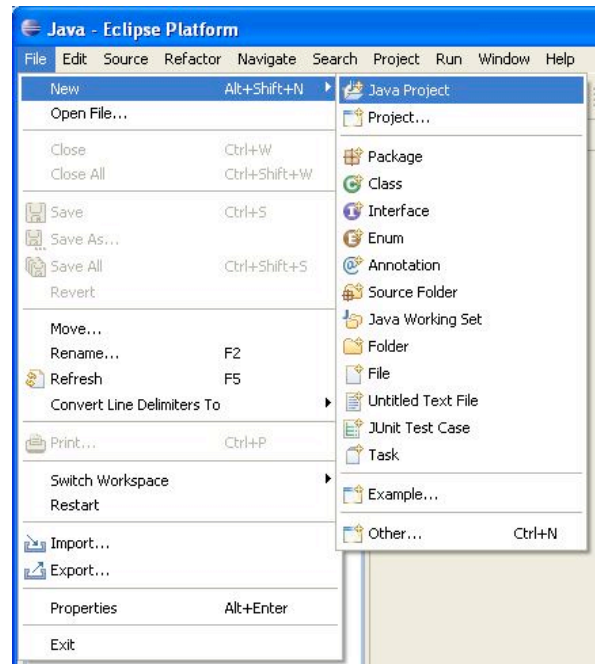 Java - Eclipse Platform
File Edit Source Refactor Navigate Search Project Run Window Help
New Alt+Shift+N
Open File...
Close Ctrl+W
Close All Ctrl+Shift+W
Save Ctrl+S
Save As...
Save All Ctrl+Shift+S
Revert
Move...
Rename... F2
Refresh F5
Convert Line Delimiters To
Print... Ctrl+P
Switch Workspace
Restart
Import...
Export...
Properties Alt+Enter
Exit
Java Project
Project...
Package
Class
Interface
Enum
Annotation
Source Folder
Java Working Set
Folder
File
Untitled Text File
JUnit Test Case
Task
Example...
Other... Ctrl+N